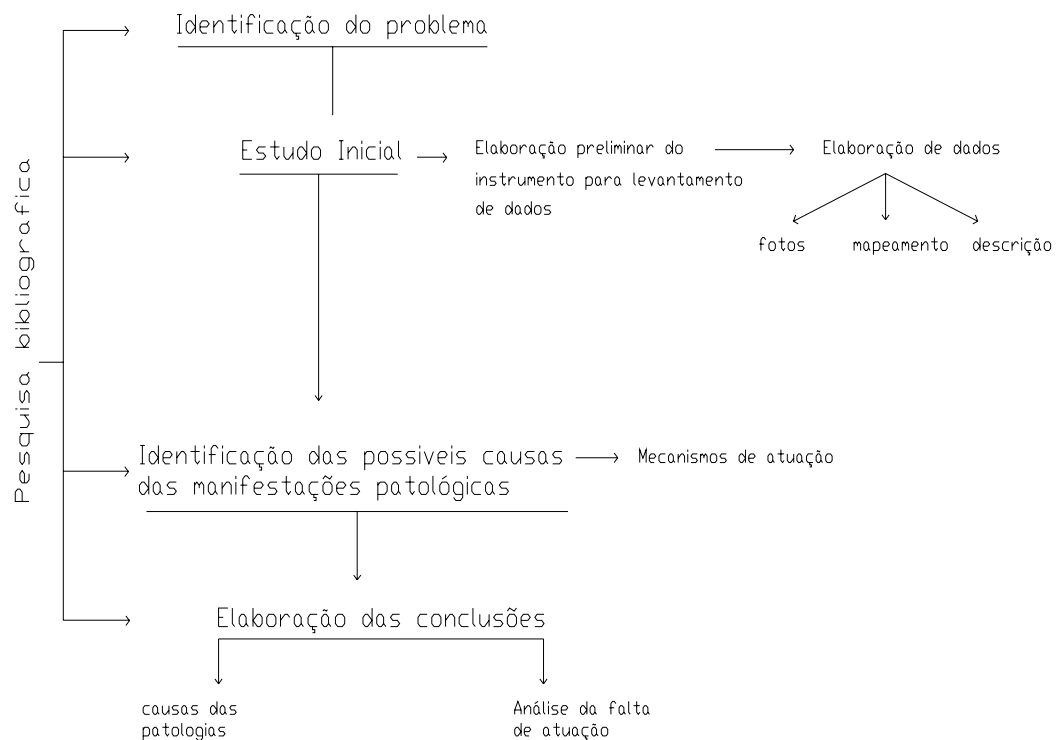 Identificação do problema
Pesquisa bibliografica
Estudo Inicial
Elaboração preliminar do
instrumento para levantamento
de dados
Elaboração de dados
fotos
mapeamento
descrição
Identificação das possiveis causas
das manifestações patológicas
Mecanismos de atuação
Elaboração das conclusões
causas das
patologias
Análise da falta
de atuação